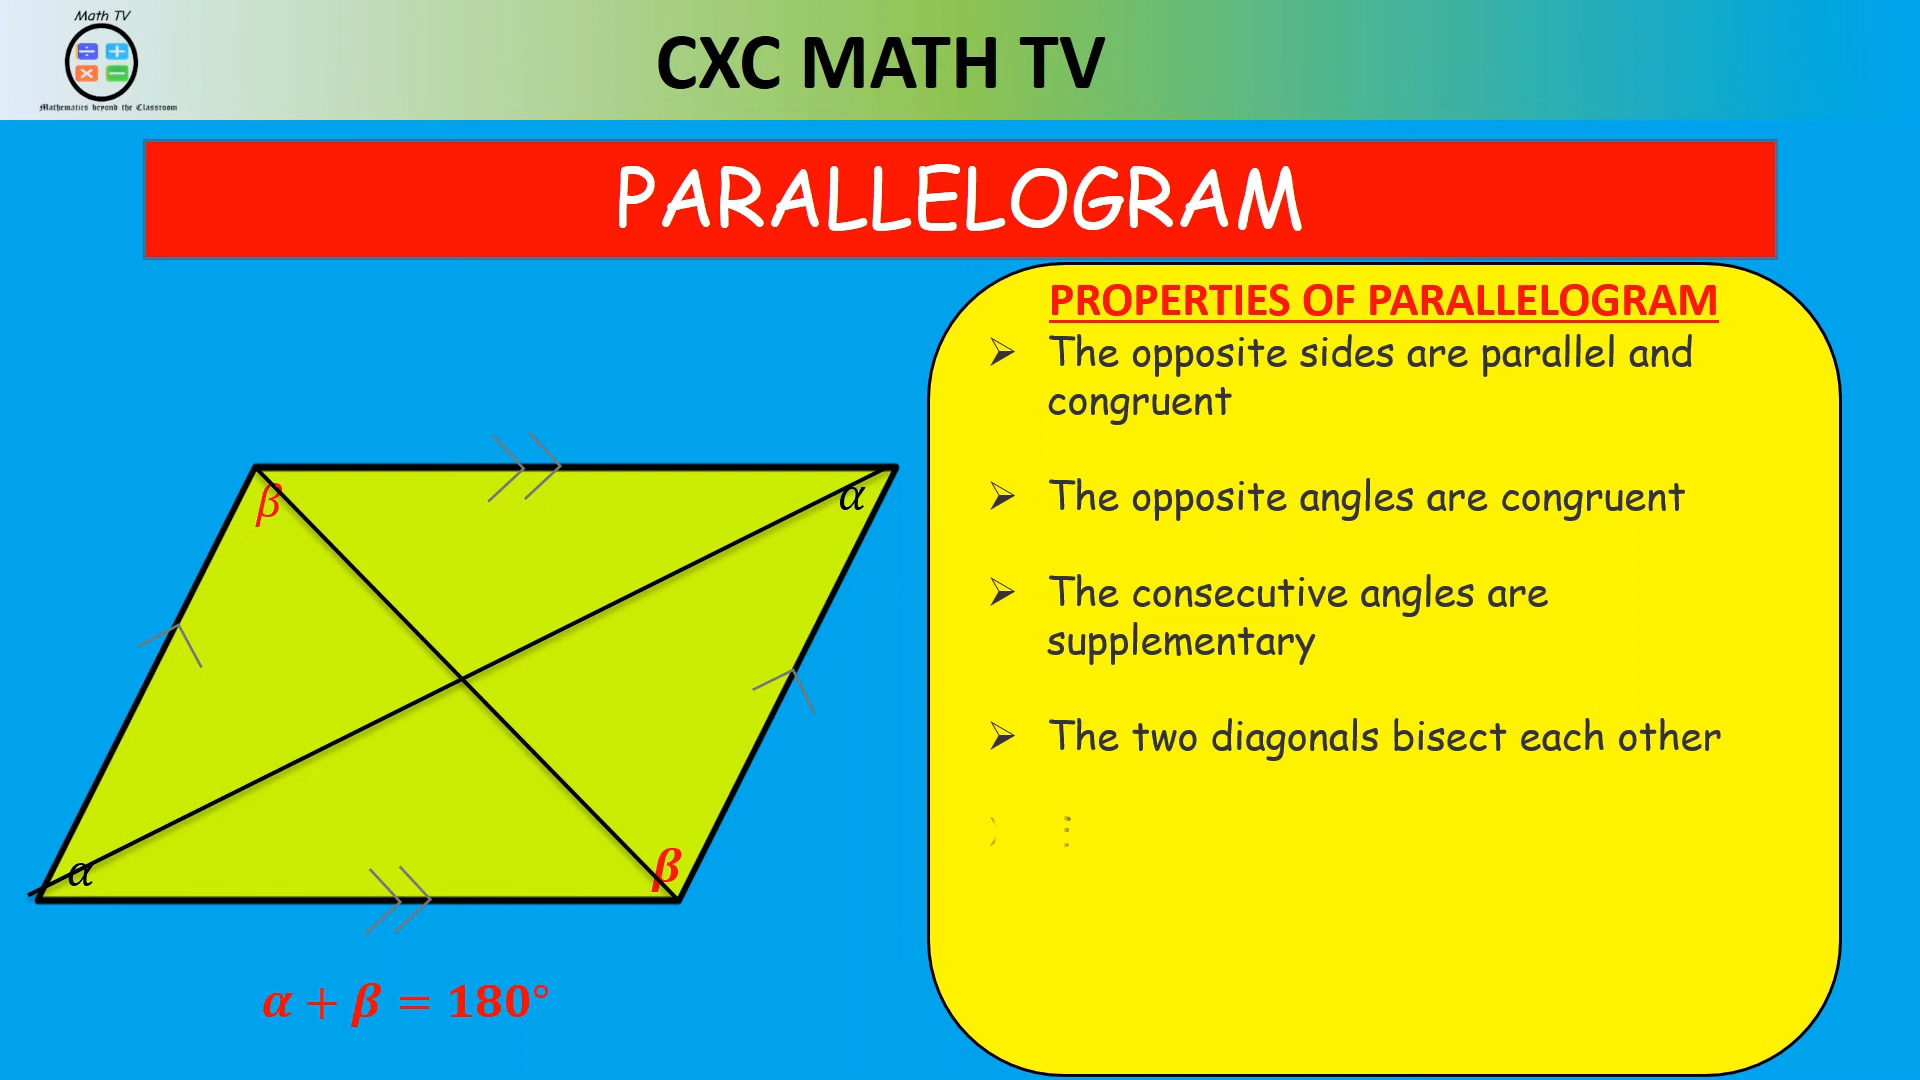 Math TV
÷ +
× −
Mathematics beyond the Classroom
CXC MATH TV
PARALLELOGRAM
PROPERTIES OF PARALLELOGRAM
➢ The opposite sides are parallel and
congruent
➢ The opposite angles are congruent
➢ The consecutive angles are
supplementary
➢ The two diagonals bisect each other
β
α
α
β
α + β = 180°